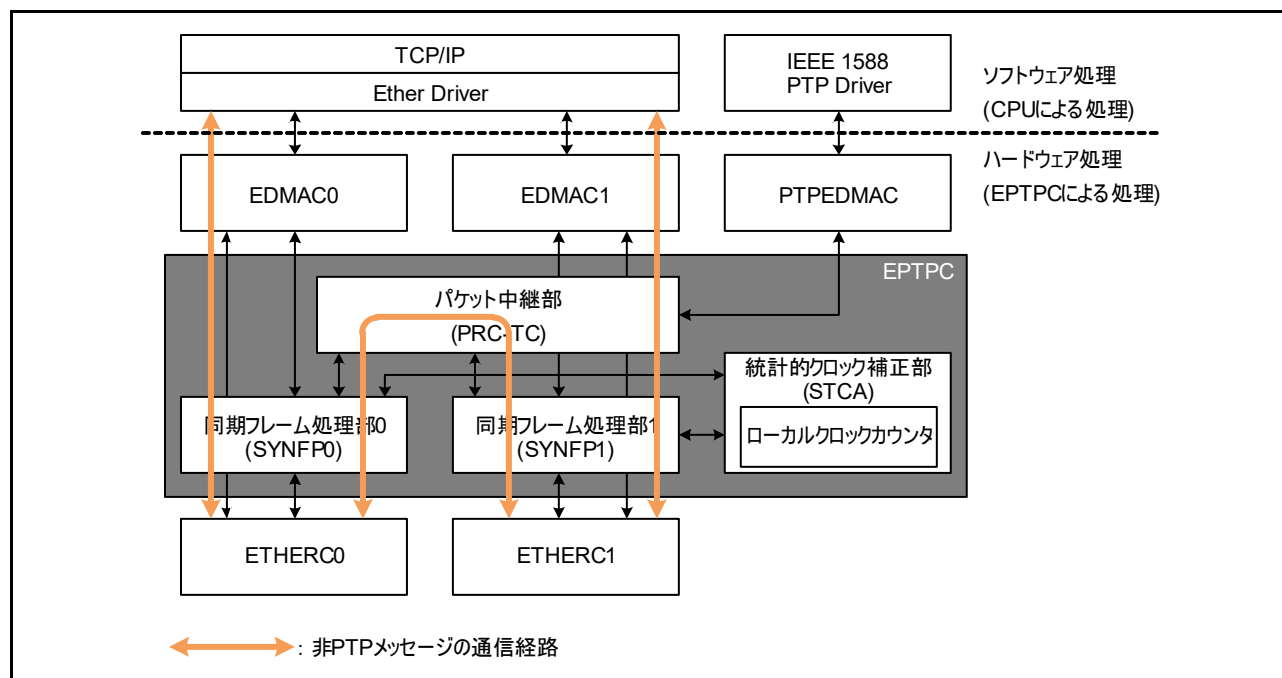 TCP/IP
Ether Driver
IEEE 1588
PTP Driver
ソフトウェア処理
(CPUによる処理)
ハードウェア処理
(EPTPCによる処理)
EDMAC0
EDMAC1
PTPEDMAC
EPTPC
パケット中継部
(PRC-TC)
統計的クロック補正部
(STCA)
ローカルクロックカウンタ
同期フレーム処理部0
(SYNFP0)
同期フレーム処理部1
(SYNFP1)
ETHERC0
ETHERC1
: 非PTPメッセージの通信経路